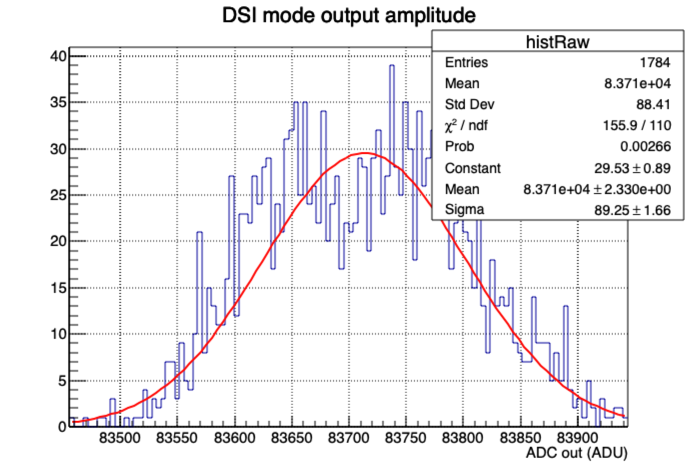 DSI mode output amplitude
histRaw
Entries 1784
Mean 8.371e+04
Std Dev 88.41
χ² / ndf 155.9 / 110
Prob 0.00266
Constant 29.53 ± 0.89
Mean 8.371e+04 ± 2.330e+00
Sigma 89.25 ± 1.66
40
35
30
25
20
15
10
5
0
83500 83550 83600 83650 83700 83750 83800 83850 83900
ADC out (ADU)